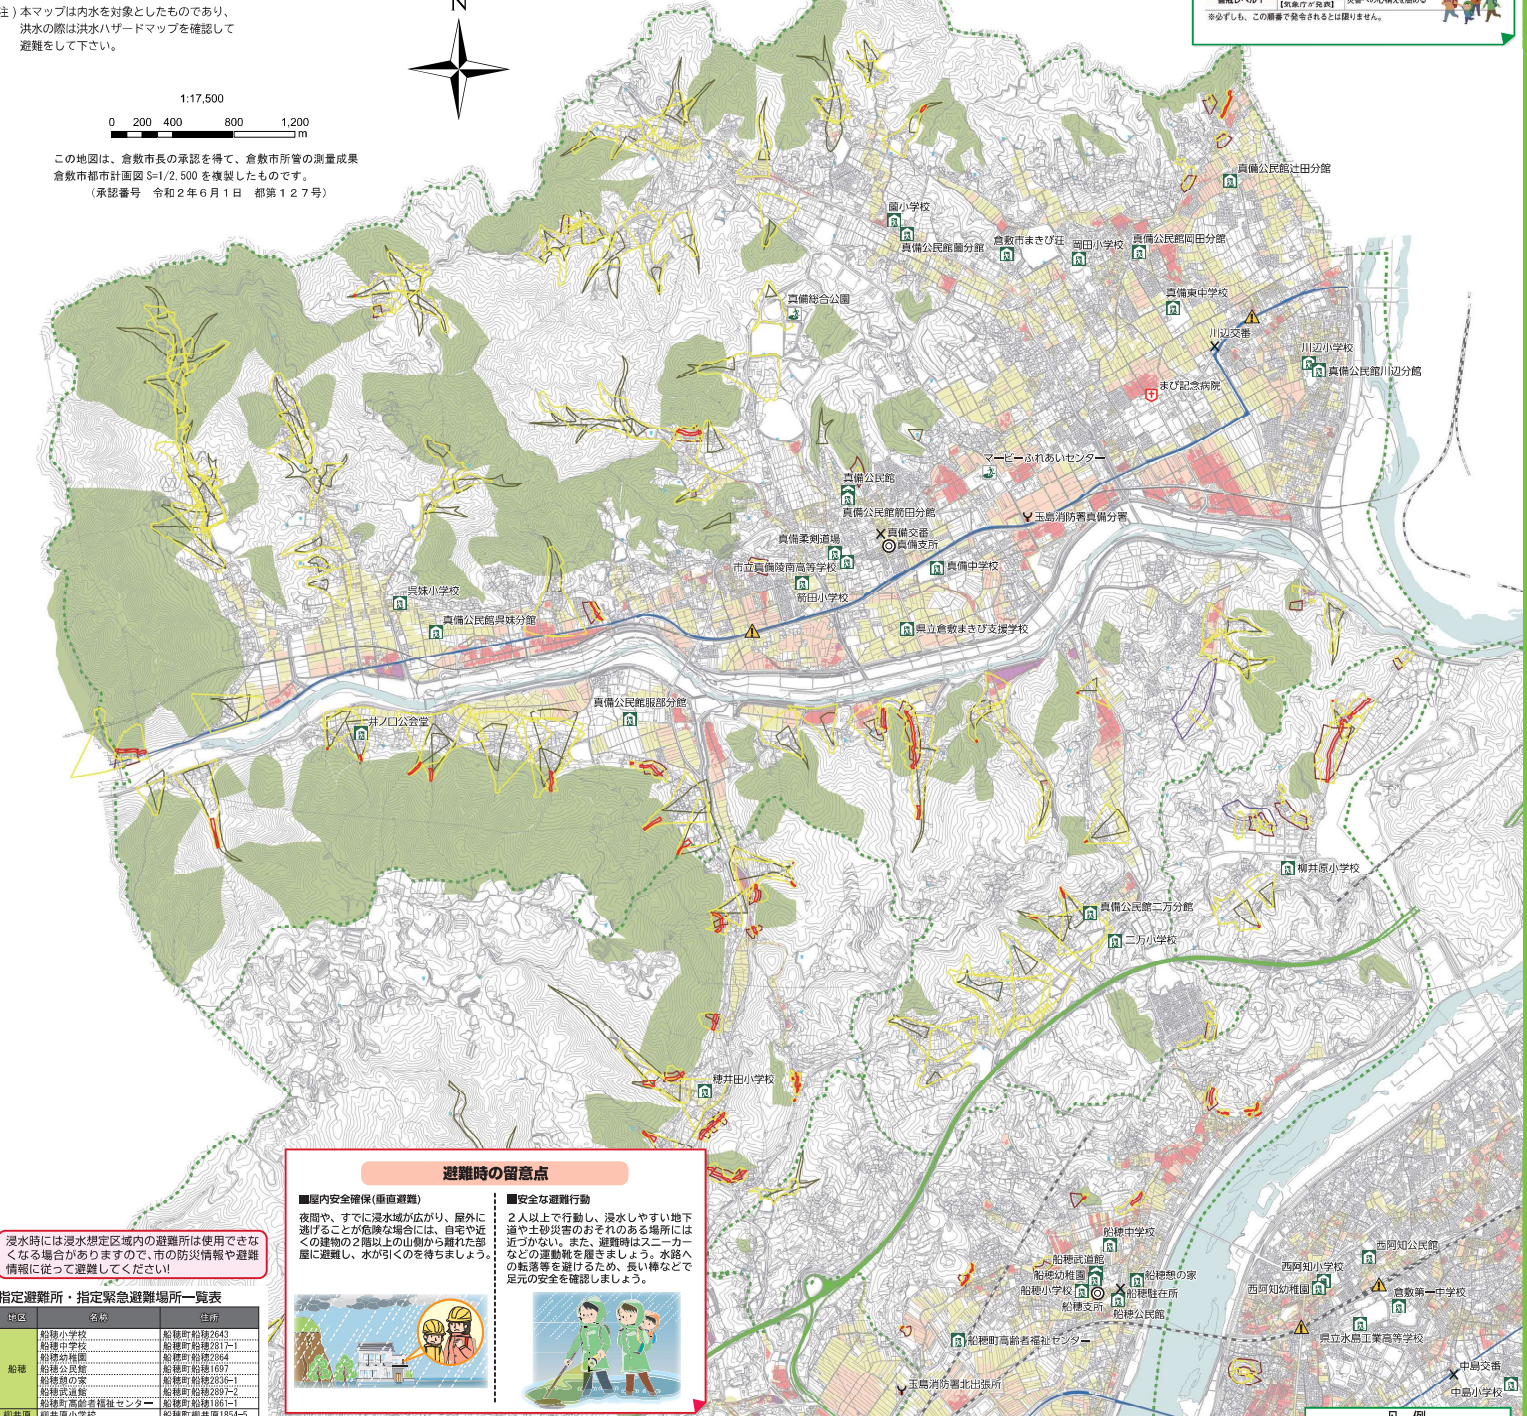 注）本マップは内水を対象としたものであり、
洪水の際は洪水ハザードマップを確認して
避難をして下さい。
N
1:17,500
0 200 400 800 1,200
m
この地図は、倉敷市長の承認を得て、倉敷市所管の測量成果
倉敷市都市計画図 S=1/2,500 を複製したものです。
（承認番号　令和２年６月１日　都第１２７号）
【気象庁が発表】
※必ずしも、この順番で発令されるとは限りません。
真備公民館辻田分館
薗小学校
真備公民館薗分館
倉敷市まきび荘
岡田小学校
真備公民館岡田分館
真備総合公園
真備東中学校
川辺交番
川辺小学校
真備公民館川辺分館
まび記念病院
マービーふれあいセンター
真備公民館
真備公民館箭田分館
玉島消防署真備分署
真備交番
真備支所
真備柔剣道場
市立真備陵南高等学校
真備中学校
箭田小学校
呉妹小学校
真備公民館呉妹分館
県立倉敷まきび支援学校
真備公民館服部分館
井ノ口公会堂
柳井原小学校
真備公民館二万分館
二万小学校
穂井田小学校
避難時の留意点
■屋内安全確保(垂直避難)
夜間や、すでに浸水域が広がり、屋外に
逃げることが危険な場合には、自宅や近
くの建物の２階以上の山側から離れた部
屋に避難し、水が引くのを待ちましょう。
■安全な避難行動
２人以上で行動し、浸水しやすい地下
道や土砂災害のおそれのある場所には
近づかない。また、避難時はスニーカー
などの運動靴を履きましょう。水路へ
の転落等を避けるため、長い棒などで
足元の安全を確認しましょう。
浸水時には浸水想定区域内の避難所は使用できな
くなる場合がありますので、市の防災情報や避難
情報に従って避難してください!
指定避難所・指定緊急避難場所一覧表
地区 名称 住所
船穂
船穂小学校 船穂町船穂2643
船穂中学校 船穂町船穂2817-1
船穂幼稚園 船穂町船穂2864
船穂公民館 船穂町船穂1697
船穂憩の家 船穂町船穂2836-1
船穂武道館 船穂町船穂2897-2
船穂町高齢者福祉センター 船穂町船穂1861-1
柳井原 柳井原小学校 船穂町柳井原1854-5
船穂中学校
船穂武道館
船穂幼稚園
船穂憩の家
船穂小学校
船穂駐在所
船穂支所
船穂公民館
船穂町高齢者福祉センター
玉島消防署北出張所
西阿知公民館
西阿知小学校
西阿知幼稚園
倉敷第一中学校
県立水島工業高等学校
中島交番
中島小学校
凡 例